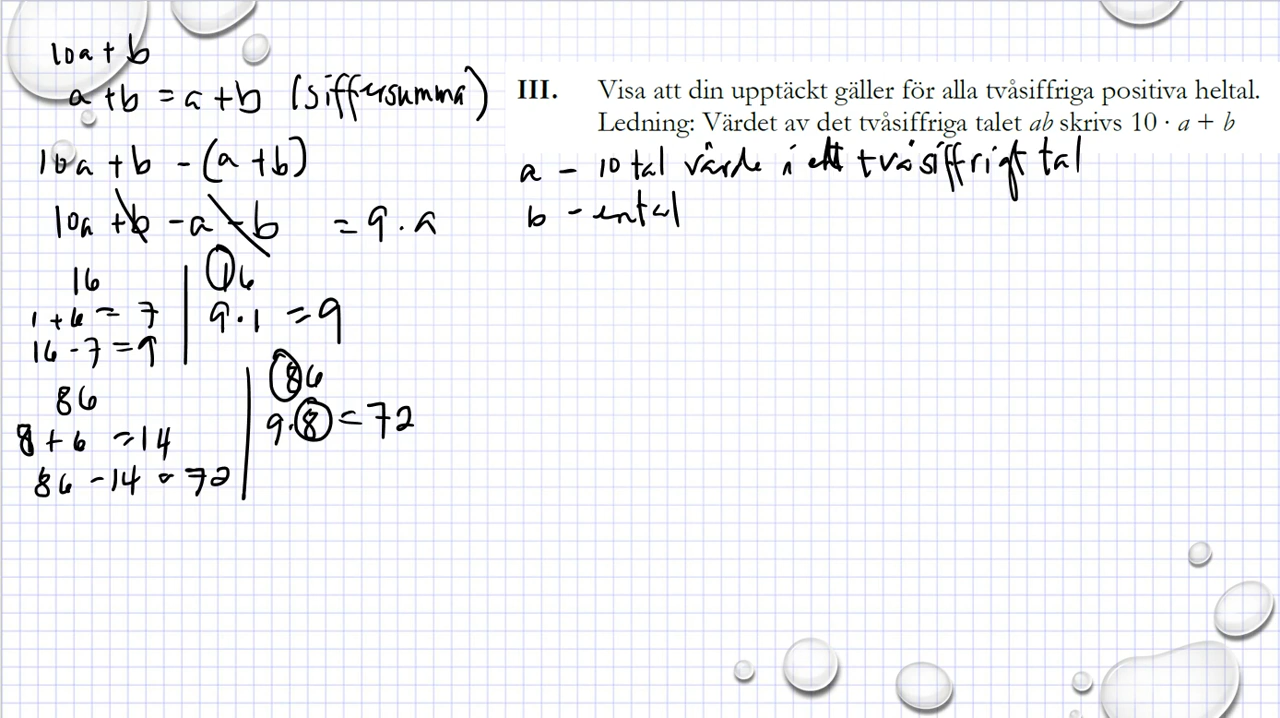 10a + b
a + b = a + b (siffersumma)
10a + b - (a + b)
10a + b - a - b = 9 · a
16
1 + 6 = 7
16 - 7 = 9
16
9 · 1 = 9
86
8 + 6 = 14
86 - 14 = 72
86
9 · 8 = 72
III. Visa att din upptäckt gäller för alla tvåsiffriga positiva heltal.
Ledning: Värdet av det tvåsiffriga talet ab skrivs 10 · a + b
a - 10 tal värde i ett tvåsiffrigt tal
b - ental